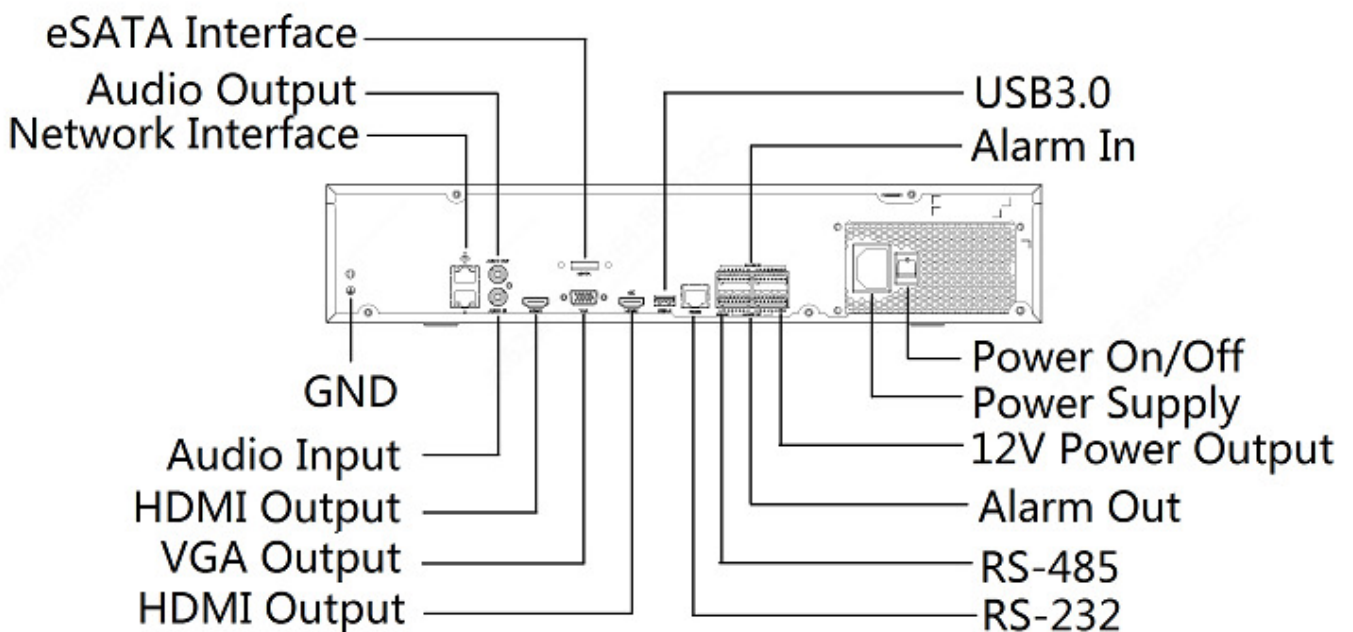 eSATA Interface
Audio Output
Network Interface
USB3.0
Alarm In
GND
Audio Input
HDMI Output
VGA Output
HDMI Output
Power On/Off
Power Supply
12V Power Output
Alarm Out
RS-485
RS-232